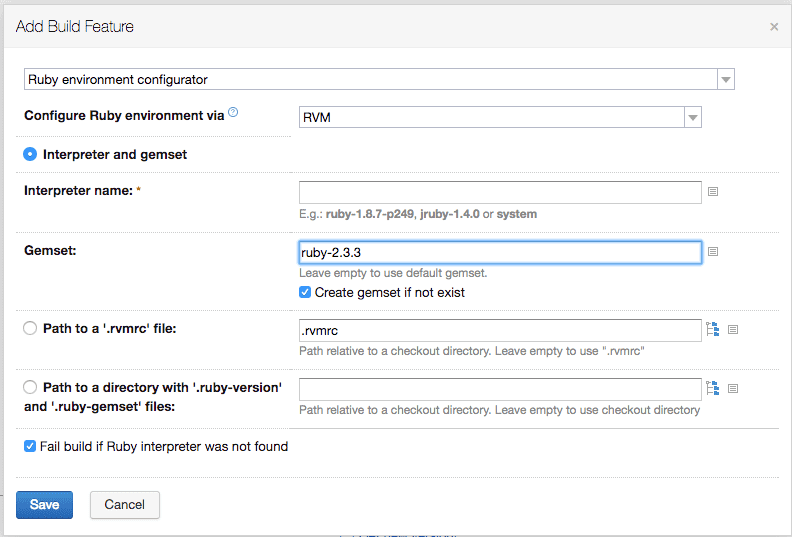 Add Build Feature
×
Ruby environment configurator
Configure Ruby environment via ?
RVM
Interpreter and gemset
Interpreter name: *
E.g.: ruby-1.8.7-p249, jruby-1.4.0 or system
Gemset:
ruby-2.3.3
Leave empty to use default gemset.
Create gemset if not exist
Path to a '.rvmrc' file:
.rvmrc
Path relative to a checkout directory. Leave empty to use ".rvmrc"
Path to a directory with '.ruby-version'
and '.ruby-gemset' files:
Path relative to a checkout directory. Leave empty to use checkout directory
Fail build if Ruby interpreter was not found
Save
Cancel